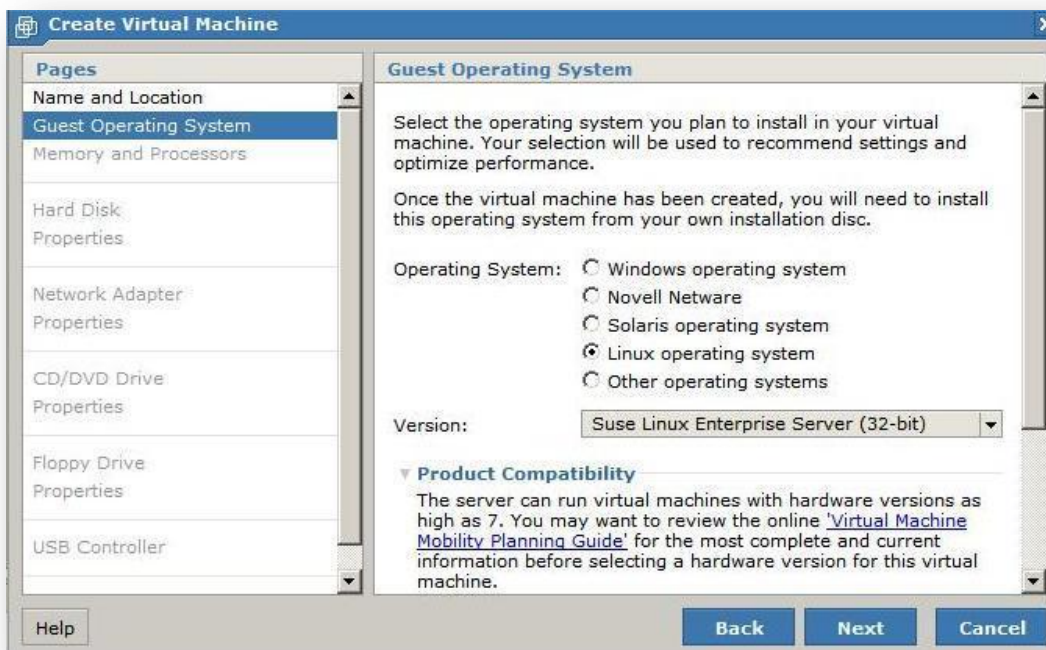 Create Virtual Machine
Pages
Name and Location
Guest Operating System
Memory and Processors
Hard Disk
Properties
Network Adapter
Properties
CD/DVD Drive
Properties
Floppy Drive
Properties
USB Controller
Guest Operating System
Select the operating system you plan to install in your virtual
machine. Your selection will be used to recommend settings and
optimize performance.
Once the virtual machine has been created, you will need to install
this operating system from your own installation disc.
Operating System:
Windows operating system
Novell Netware
Solaris operating system
Linux operating system
Other operating systems
Version:
Suse Linux Enterprise Server (32-bit)
Product Compatibility
The server can run virtual machines with hardware versions as
high as 7. You may want to review the online 'Virtual Machine
Mobility Planning Guide' for the most complete and current
information before selecting a hardware version for this virtual
machine.
Help
Back
Next
Cancel